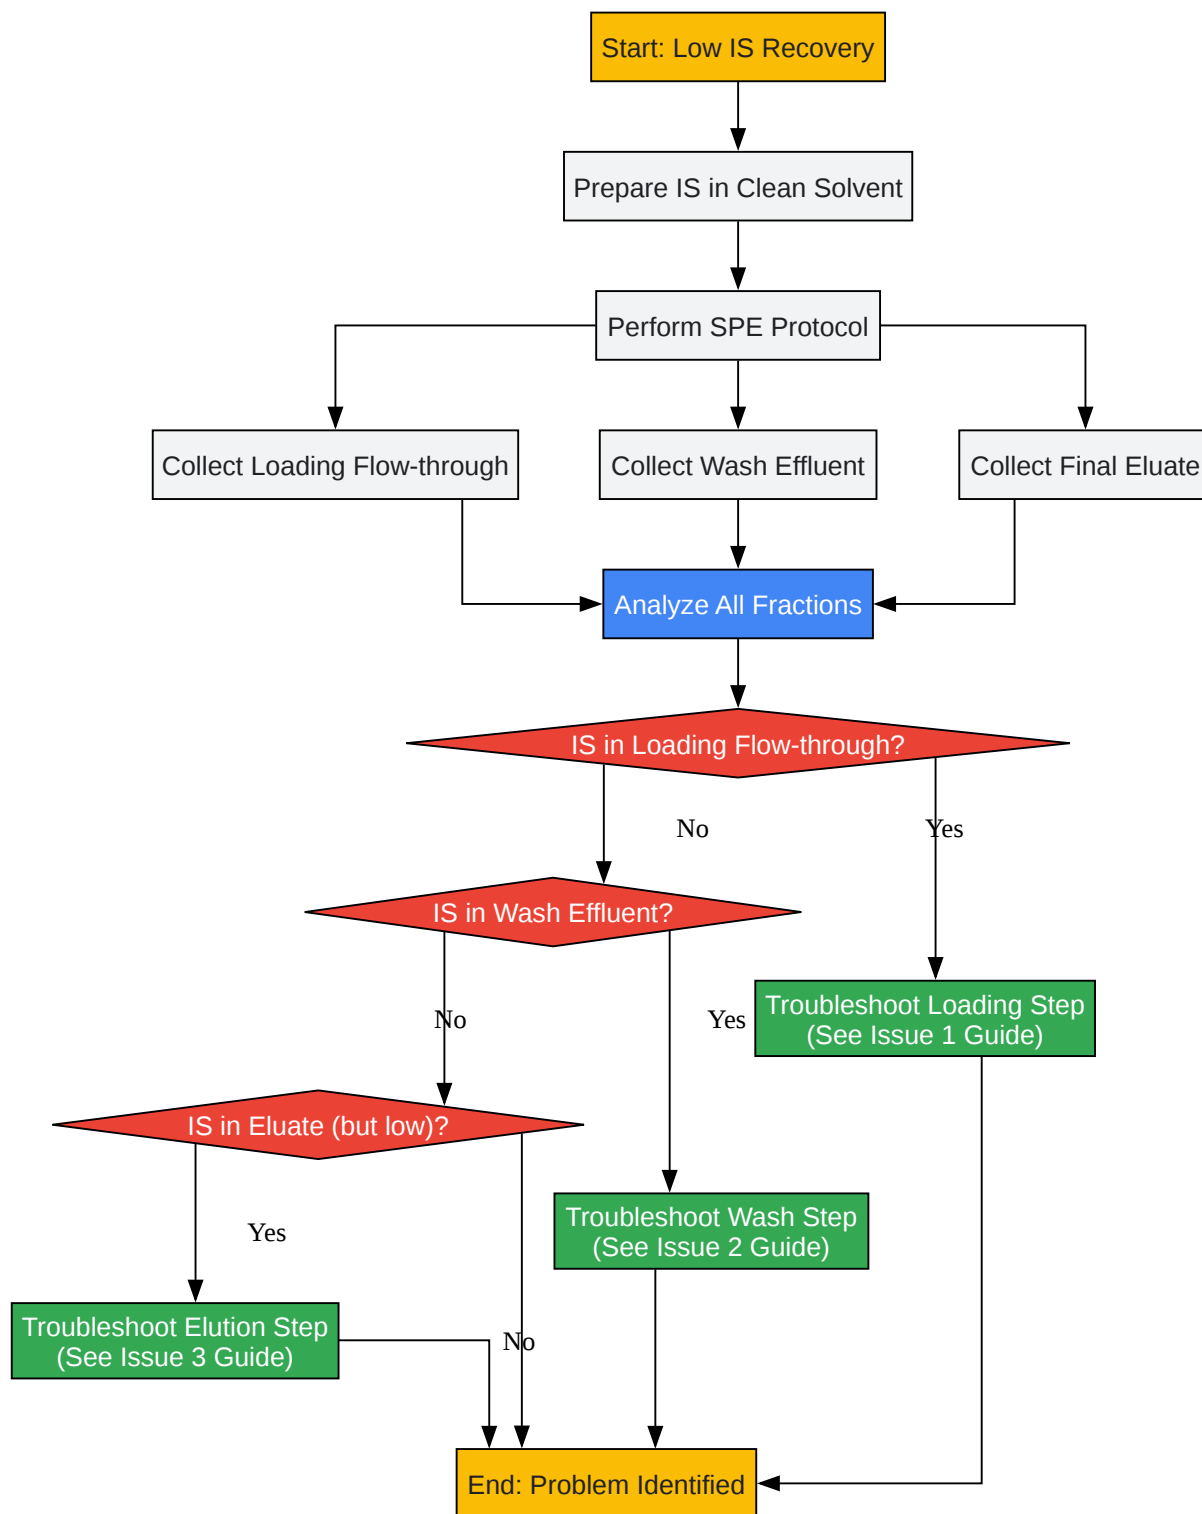 Start: Low IS Recovery
Prepare IS in Clean Solvent
Perform SPE Protocol
Collect Loading Flow-through
Collect Wash Effluent
Collect Final Eluate
Analyze All Fractions
IS in Loading Flow-through?
No
Yes
IS in Wash Effluent?
No
Yes
Troubleshoot Loading Step
(See Issue 1 Guide)
IS in Eluate (but low)?
Yes
Troubleshoot Wash Step
(See Issue 2 Guide)
Troubleshoot Elution Step
(See Issue 3 Guide)
No
End: Problem Identified